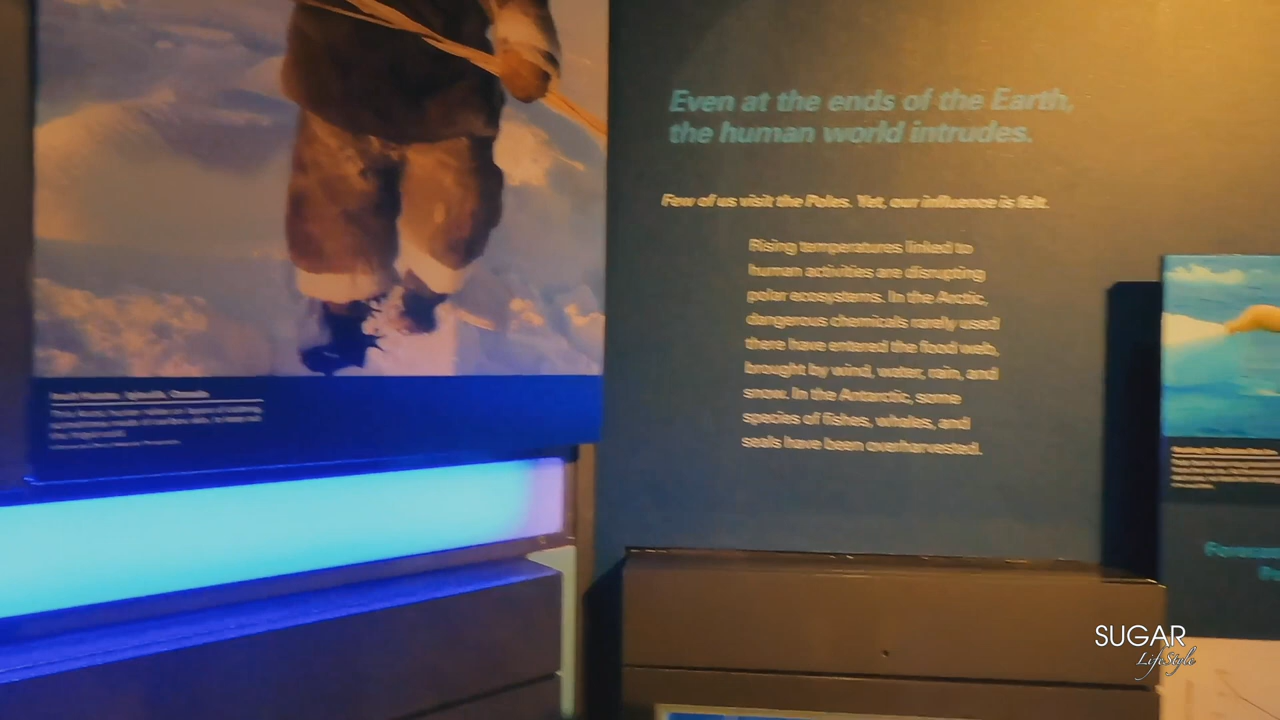 Even at the ends of the Earth,
the human world intrudes.
Few of us visit the Poles. Yet, our influence is felt.
Rising temperatures linked to
human activities are disrupting
polar ecosystems. In the Arctic,
dangerous chemicals rarely used
there have entered the food web,
brought by wind, water, rain, and
snow. In the Antarctic, some
species of fishes, whales, and
seals have been overharvested.
SUGAR
LifeStyle